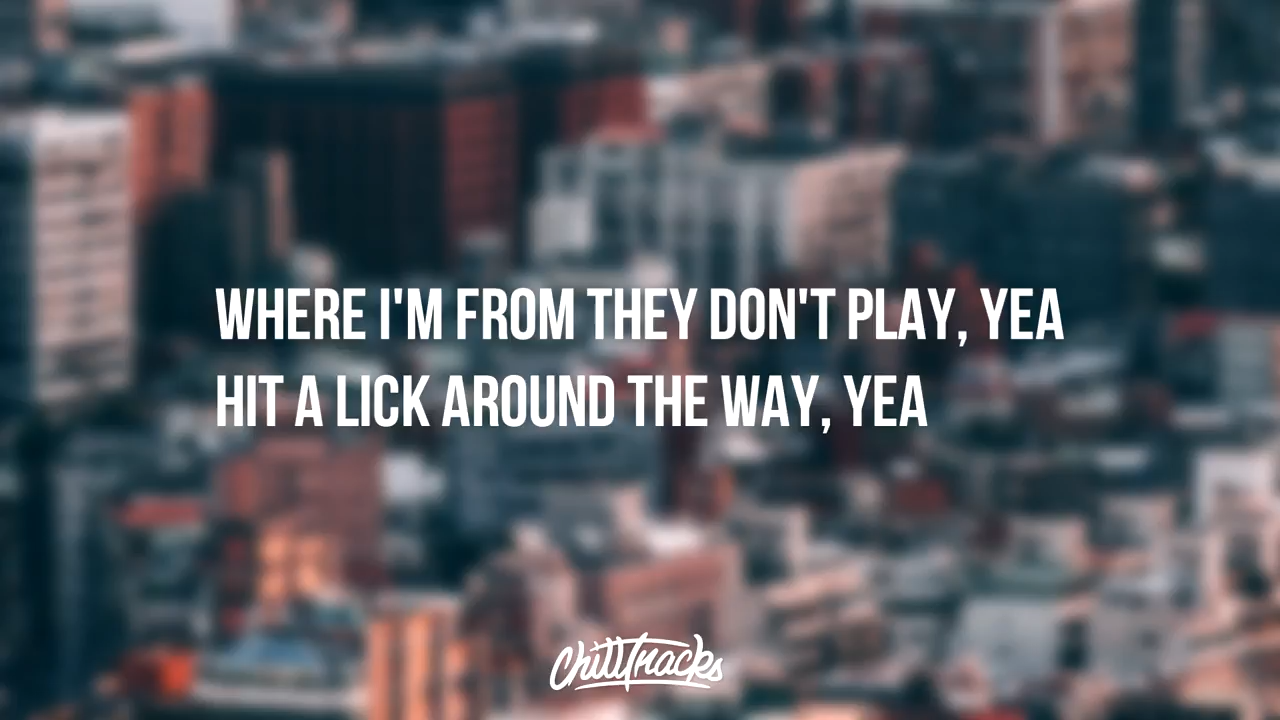 WHERE I'M FROM THEY DON'T PLAY, YEA
HIT A LICK AROUND THE WAY, YEA
ChillTracks